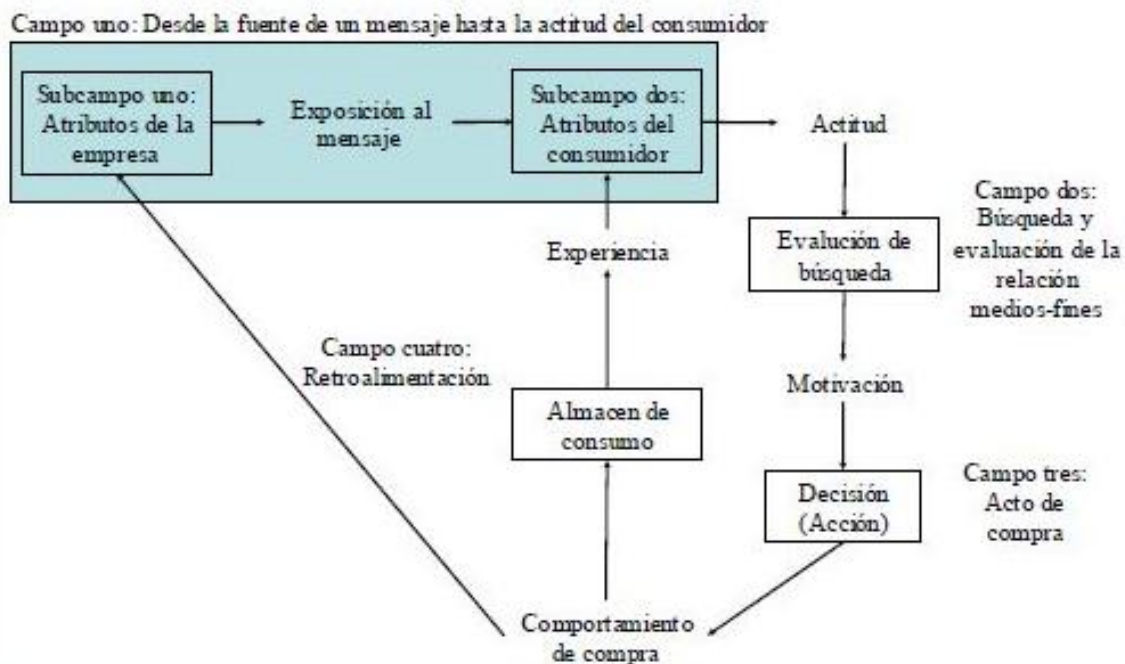 Campo uno: Desde la fuente de un mensaje hasta la actitud del consumidor
Subcampo uno:
Atributos de la
empresa
Exposición al
mensaje
Subcampo dos:
Atributos del
consumidor
Actitud
Campo dos:
Búsqueda y
evaluación de la
relación
medios-fines
Evalución de
búsqueda
Experiencia
Campo cuatro:
Retroalimentación
Motivación
Almacen de
consumo
Decisión
(Acción)
Campo tres:
Acto de
compra
Comportamiento
de compra